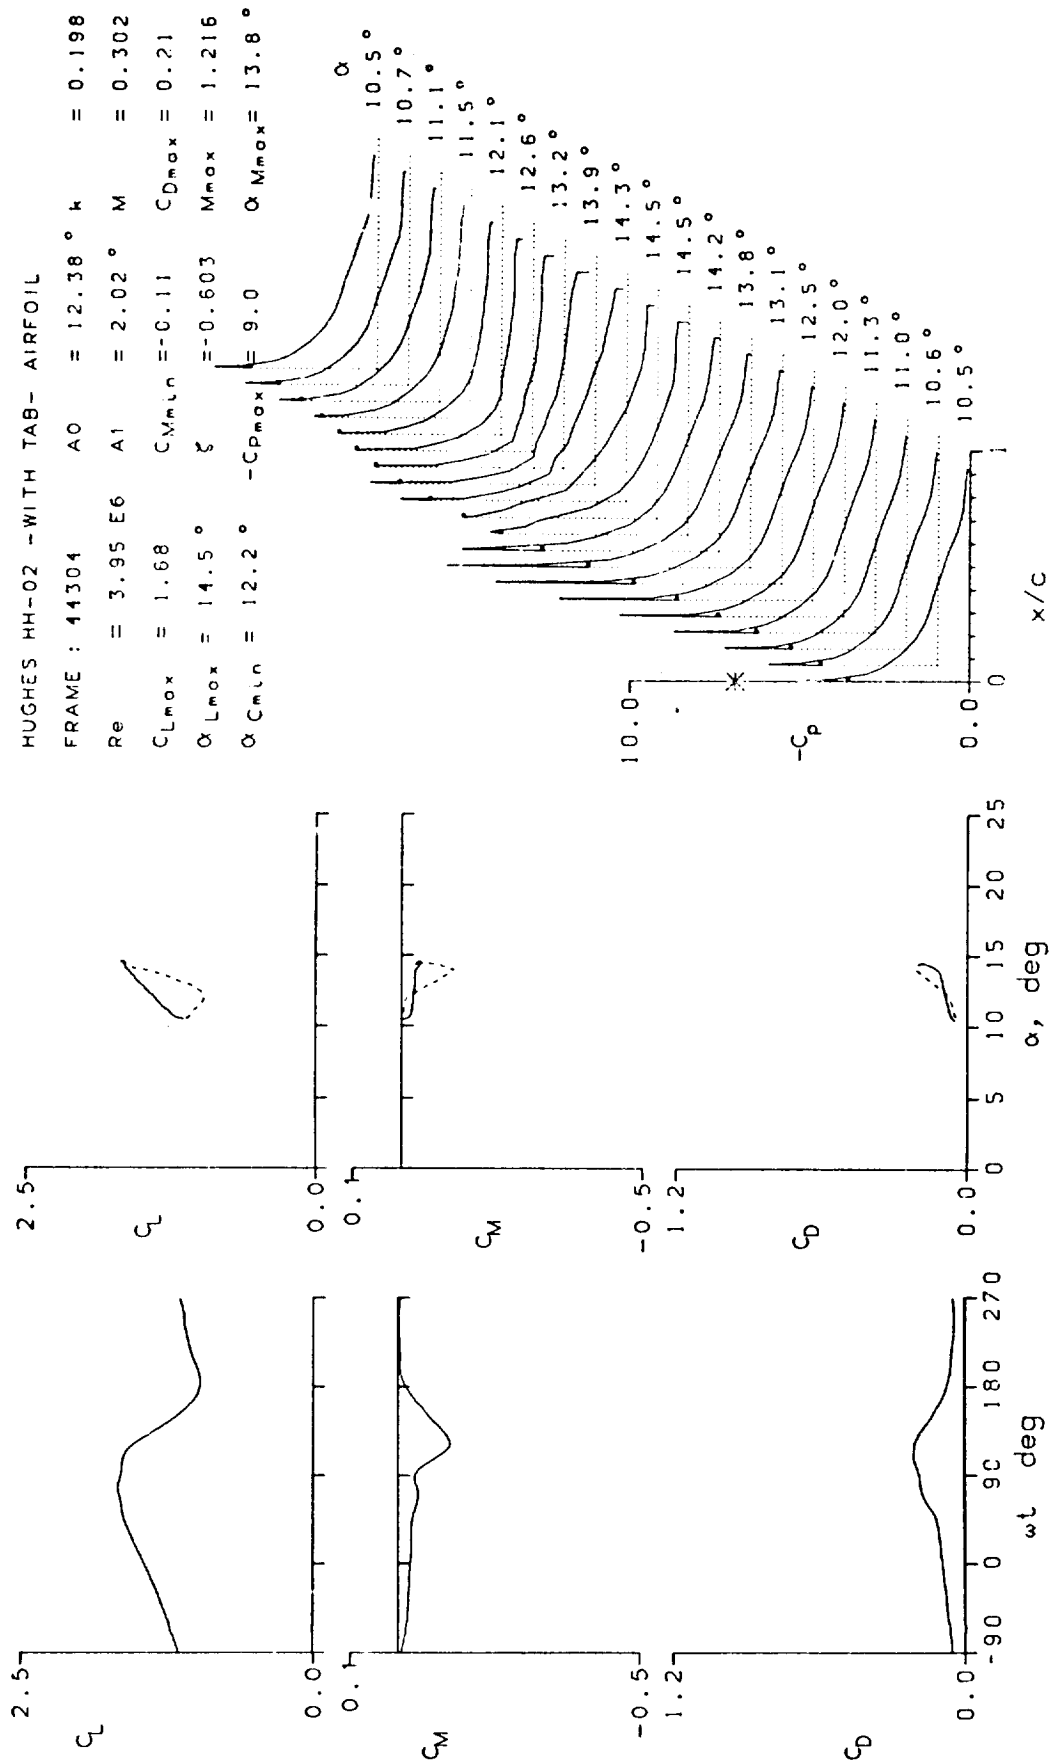 HUGHES HH-02 -WITH TAB- AIRFOIL
FRAME : 44304 A0 = 12.38° k = 0.198
Re = 3.95 E6 A1 = 2.02° M = 0.302
CLmax = 1.68 CMmin =-0.11 CDmax = 0.21
αLmax = 14.5° ζ =-0.603 Mmax = 1.216
αCmin = 12.2° -CPmax= 9.0 αMmax= 13.8°
2.5
CL
0.0
0.1
CM
-0.5
1.2
CD
0.0
-90 0 90 180 270
ωt deg
2.5
CL
0.0
0.1
CM
-0.5
1.2
CD
0.0
0 5 10 15 20 25
α, deg
α
10.5°
10.7°
11.1°
11.5°
12.1°
12.6°
13.2°
13.9°
14.3°
14.5°
14.5°
14.2°
13.8°
13.1°
12.5°
12.0°
11.3°
11.0°
10.6°
10.5°
10.0
-Cp
0.0
0 1
x/c